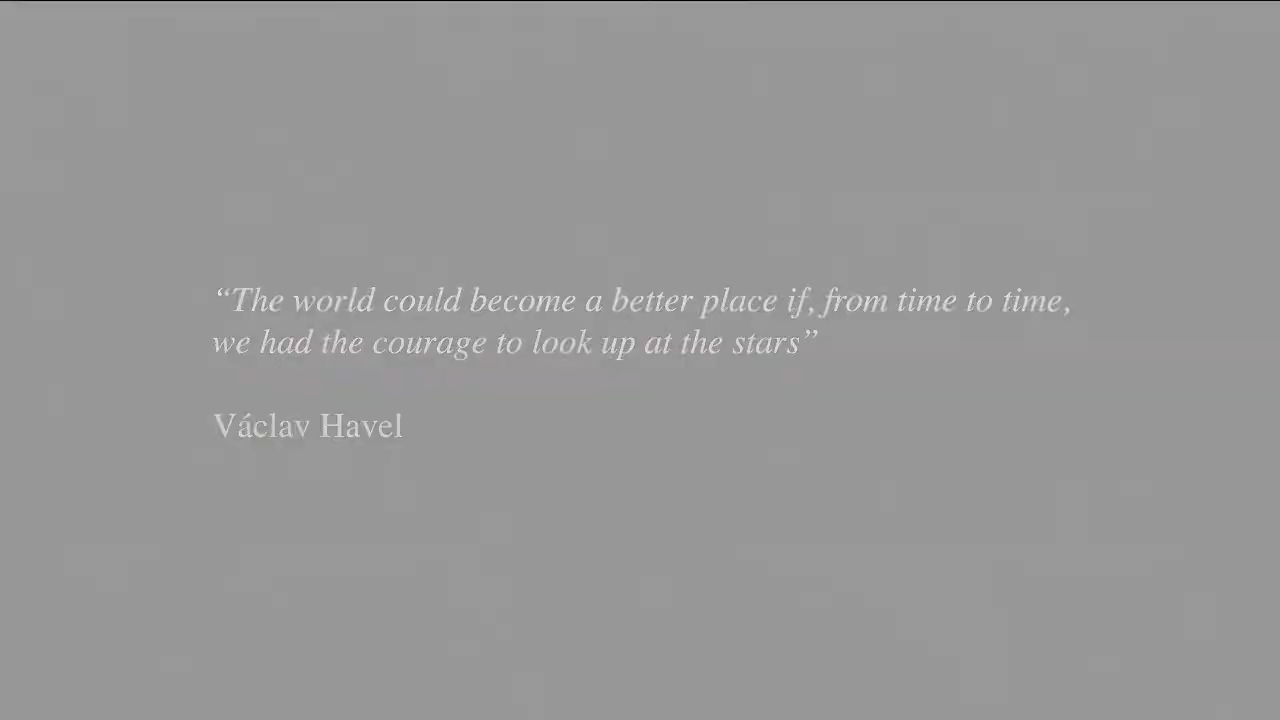 “The world could become a better place if, from time to time,
we had the courage to look up at the stars”
Václav Havel